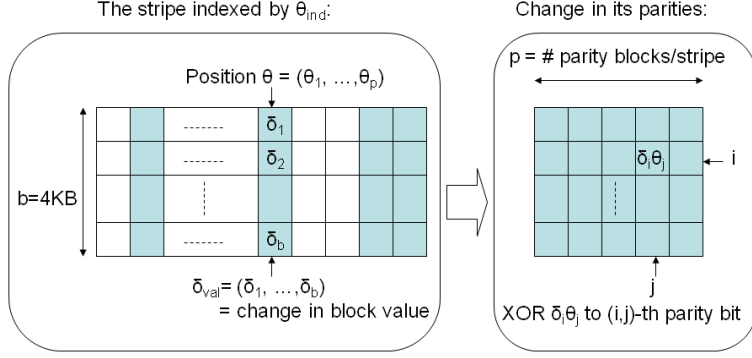 The stripe indexed by θind:
Change in its parities:
Position θ = (θ1, ...,θp)
p = # parity blocks/stripe
δ1
δ2
δiθj
i
b=4KB
δb
j
δval= (δ1, ...,δb)
= change in block value
XOR δiθj to (i,j)-th parity bit